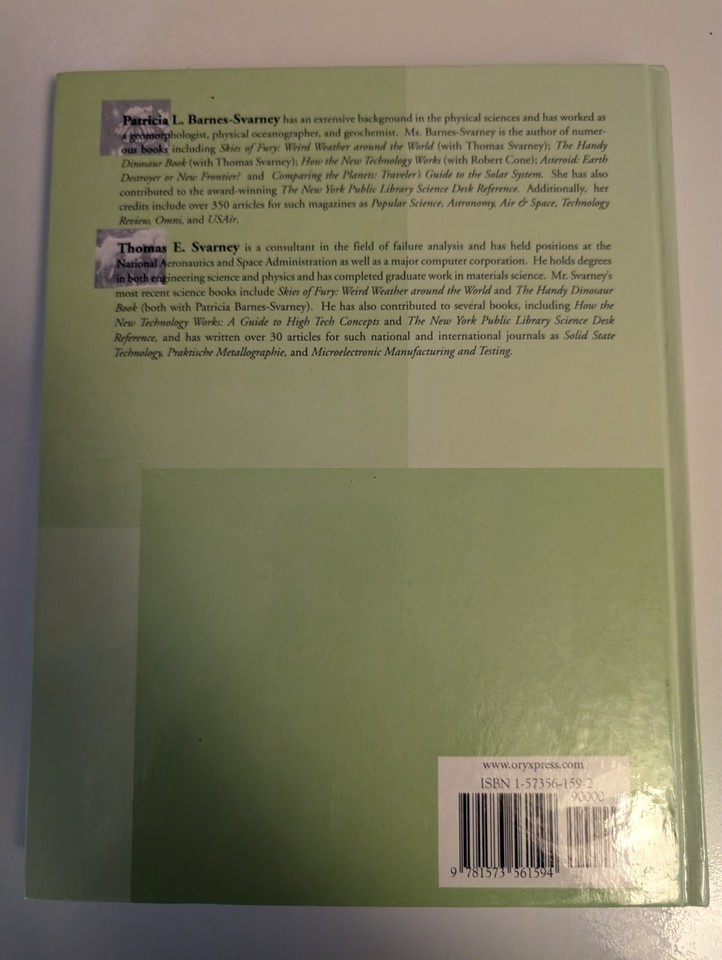 Patricia L. Barnes-Svarney has an extensive background in the physical sciences and has worked as
a geomorphologist, physical oceanographer, and geochemist. Ms. Barnes-Svarney is the author of numer-
ous books including Skies of Fury: Weird Weather around the World (with Thomas Svarney); The Handy
Dinosaur Book (with Thomas Svarney); How the New Technology Works (with Robert Cone); Asteroid: Earth
Destroyer or New Frontier? and Comparing the Planets: Traveler's Guide to the Solar System. She has also
contributed to the award-winning The New York Public Library Science Desk Reference. Additionally, her
credits include over 350 articles for such magazines as Popular Science, Astronomy, Air & Space, Technology
Review, Omni, and USAir.
Thomas E. Svarney is a consultant in the field of failure analysis and has held positions at the
National Aeronautics and Space Administration as well as a major computer corporation. He holds degrees
in both engineering science and physics and has completed graduate work in materials science. Mr. Svarney's
most recent science books include Skies of Fury: Weird Weather around the World and The Handy Dinosaur
Book (both with Patricia Barnes-Svarney). He has also contributed to several books, including How the
New Technology Works: A Guide to High Tech Concepts and The New York Public Library Science Desk
Reference, and has written over 30 articles for such national and international journals as Solid State
Technology, Praktische Metallographie, and Microelectronic Manufacturing and Testing.
www.oryxpress.com
ISBN 1-57356-159-2
90000
9 781573 561594